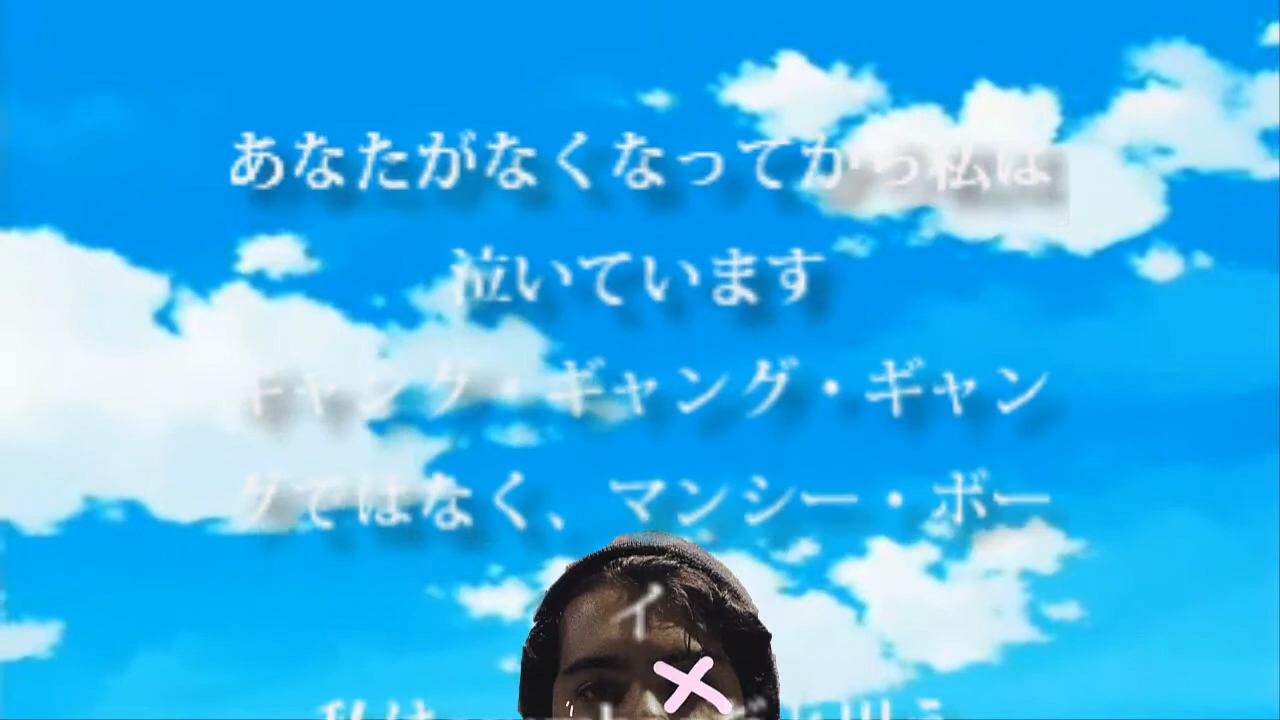 あなたがなくなってから私は
泣いています
ギャング・ギャング・ギャン
グではなく、マンシー・ボー
イ
私は